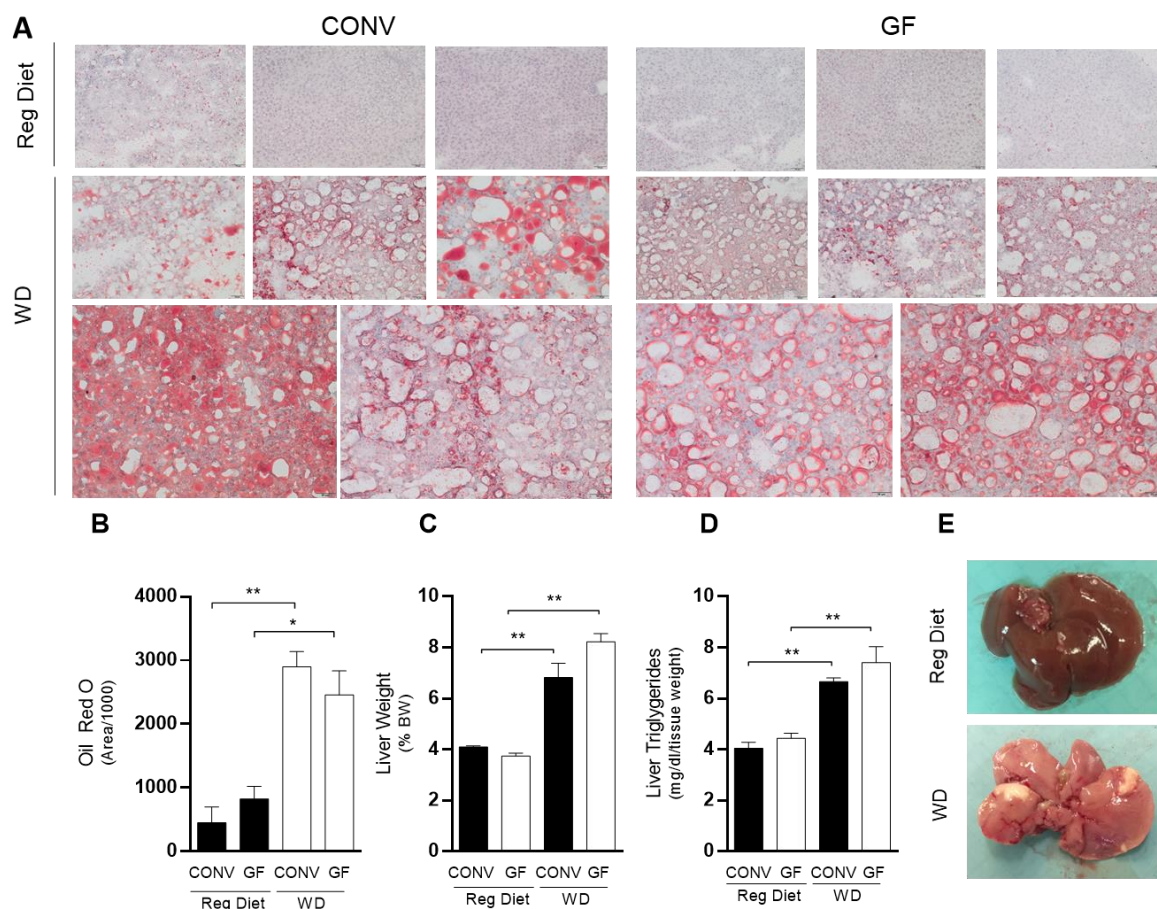 A
CONV
GF
Reg Diet
WD
B
C
D
E
4000
3000
2000
1000
0
Oil Red O
(Area/1000)
**
*
CONV GF CONV GF
Reg Diet WD
10
8
6
4
2
0
Liver Weight
(% BW)
**
**
CONV GF CONV GF
Reg Diet WD
10
8
6
4
2
0
Liver Triglygerides
(mg/dl/tissue weight)
**
**
CONV GF CONV GF
Reg Diet WD
Reg Diet
WD